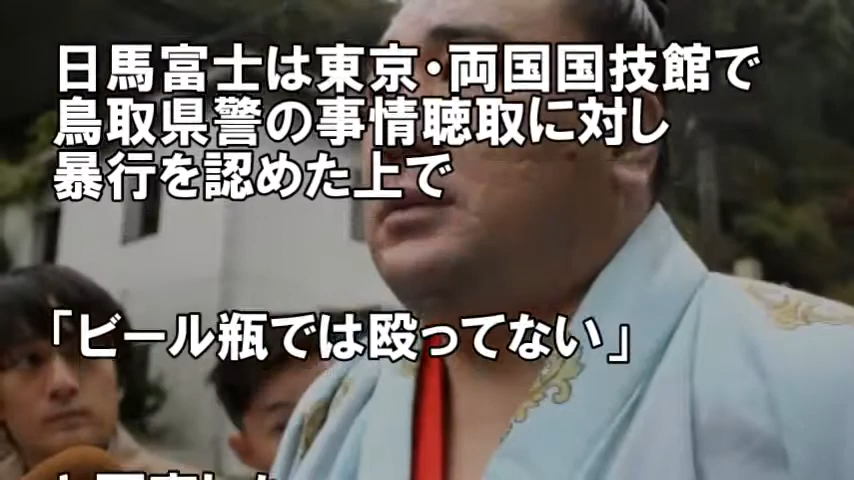 日馬富士は東京・両国国技館で
鳥取県警の事情聴取に対し
暴行を認めた上で
「ビール瓶では殴ってない」